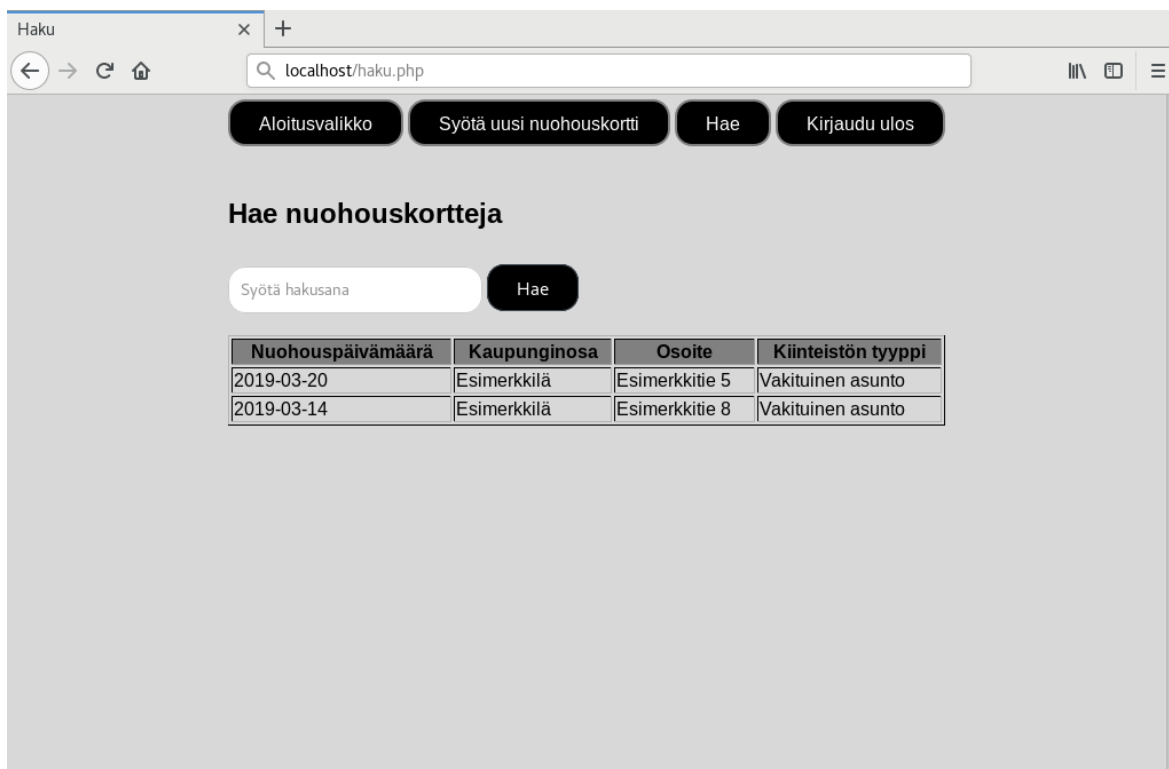 Haku
localhost/haku.php
Aloitusvalikko Syötä uusi nuohouskortti Hae Kirjaudu ulos
Hae nuohouskortteja
Syötä hakusana Hae
Nuohouspäivämäärä Kaupunginosa Osoite Kiinteistön tyyppi
2019-03-20 Esimerkkilä Esimerkkitie 5 Vakituinen asunto
2019-03-14 Esimerkkilä Esimerkkitie 8 Vakituinen asunto